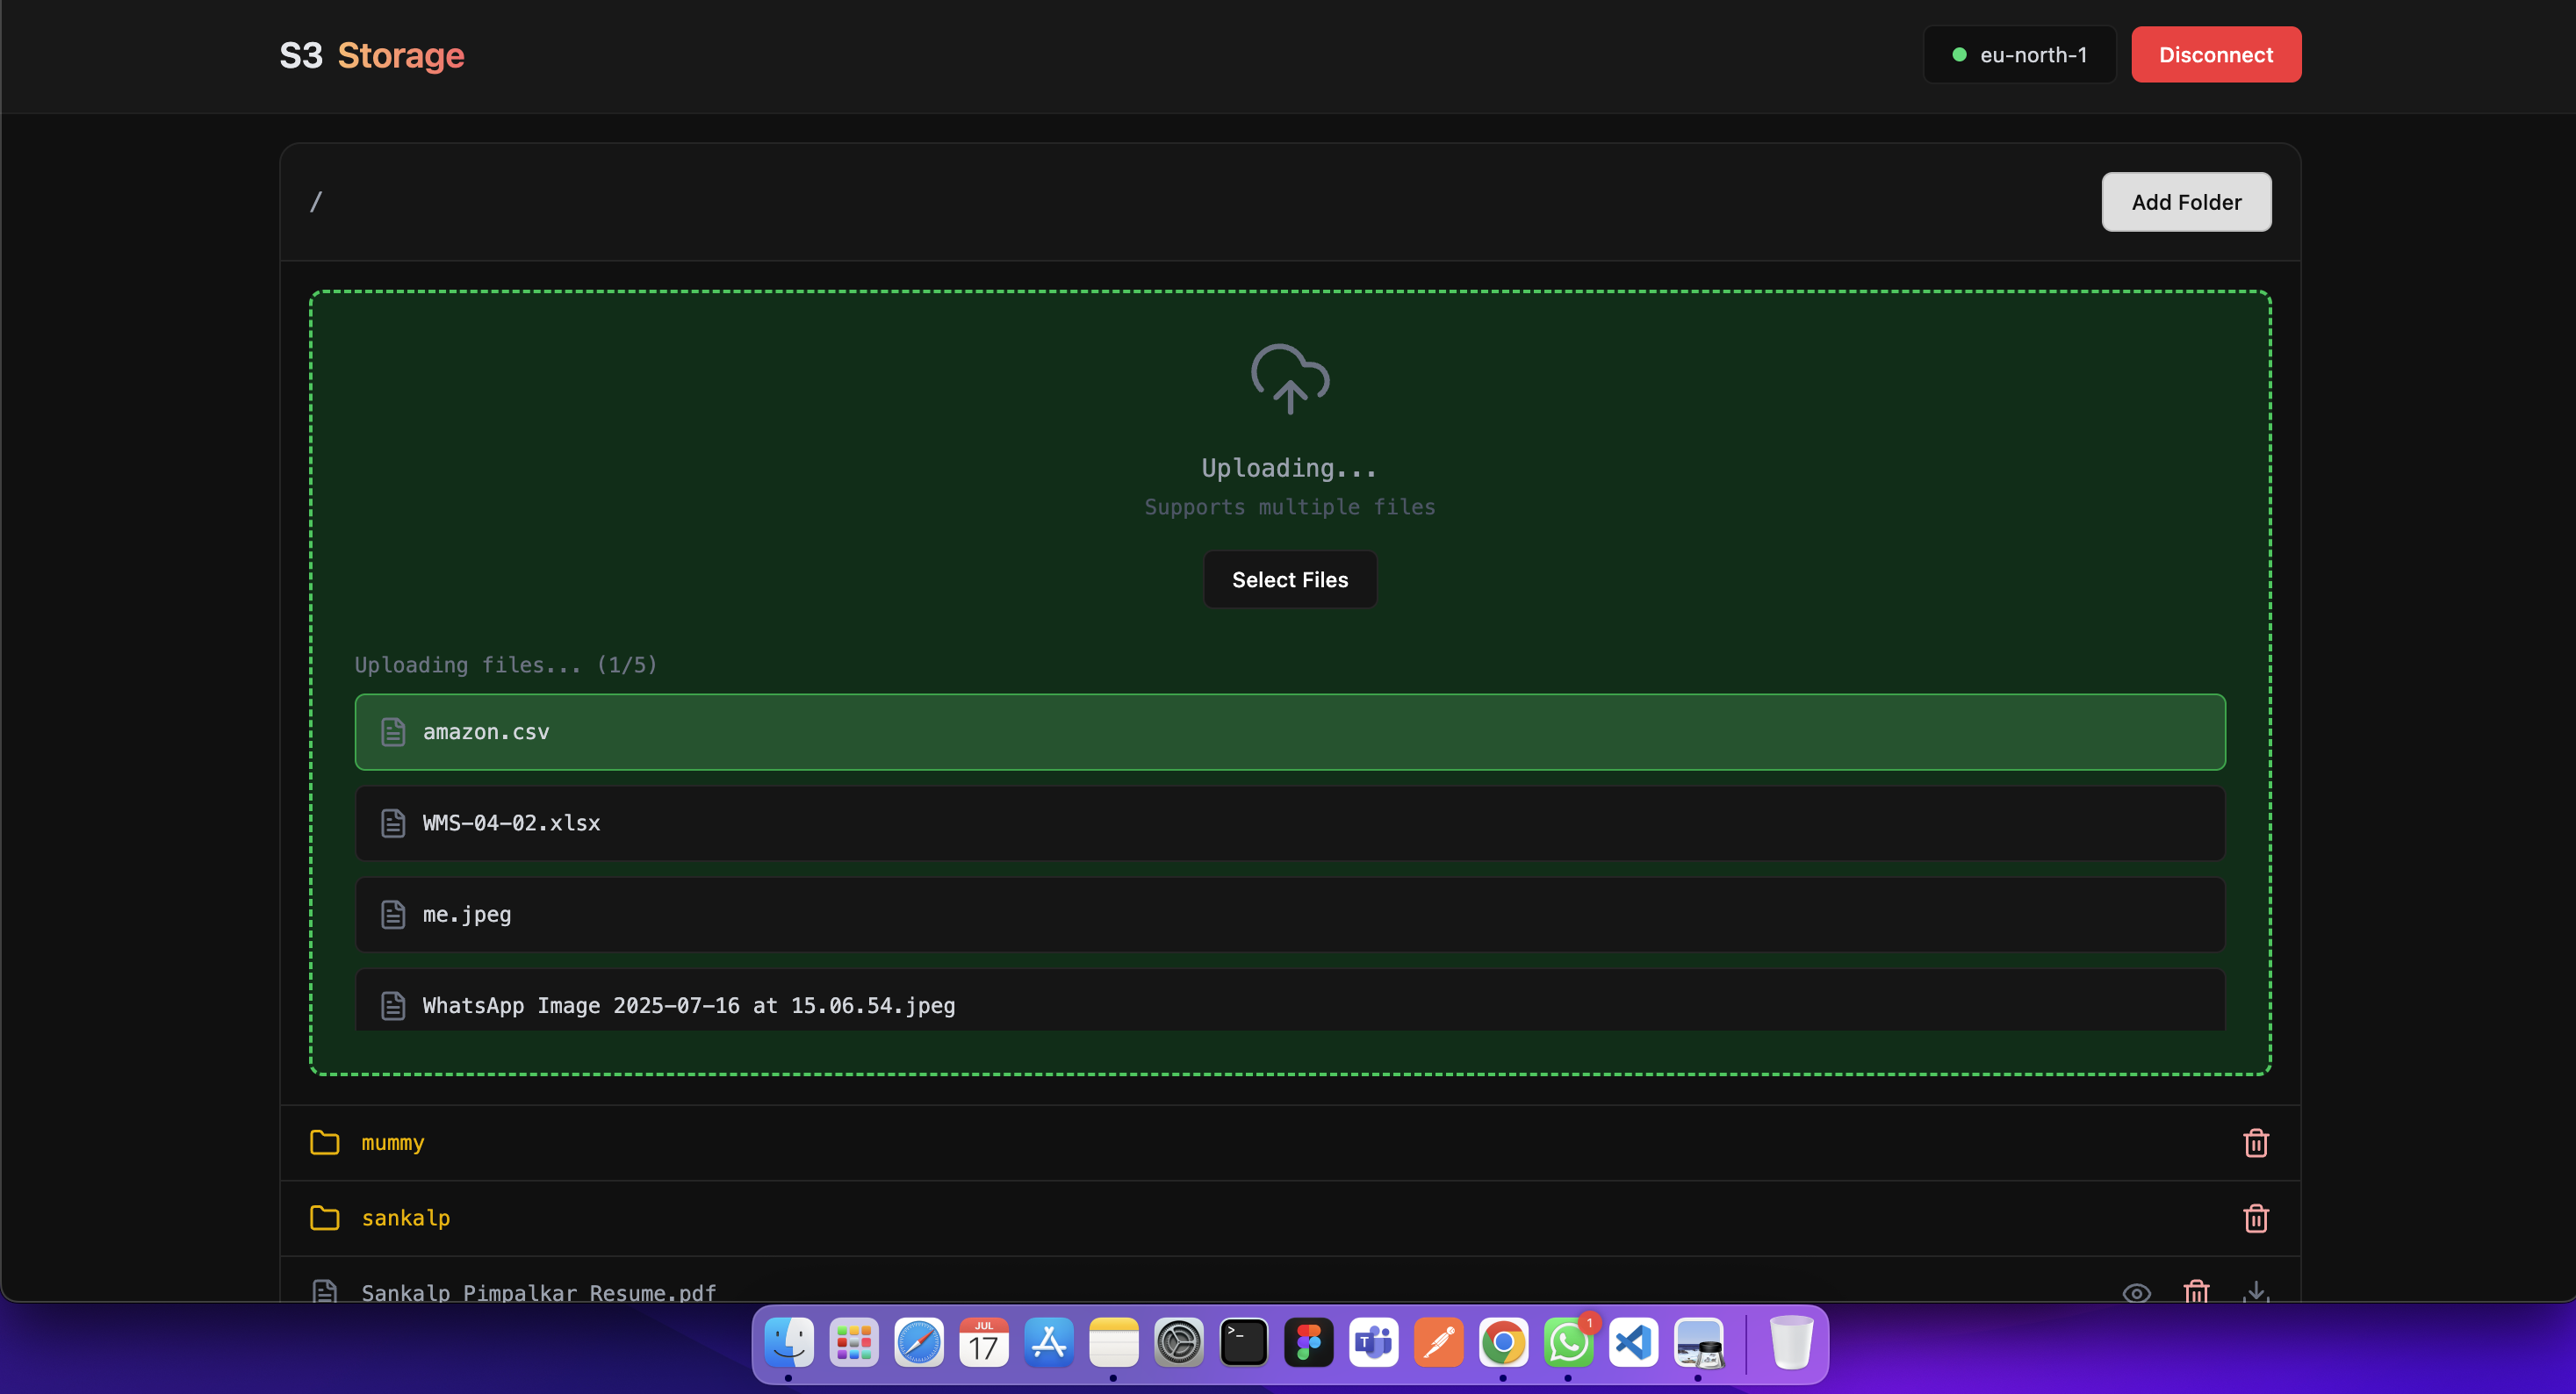 S3 Storage
eu-north-1
Disconnect
/
Add Folder
Uploading...
Supports multiple files
Select Files
Uploading files... (1/5)
amazon.csv
WMS-04-02.xlsx
me.jpeg
WhatsApp Image 2025-07-16 at 15.06.54.jpeg
mummy
sankalp
Sankalp Pimpalkar Resume.pdf
JUL
17
>_
T
1